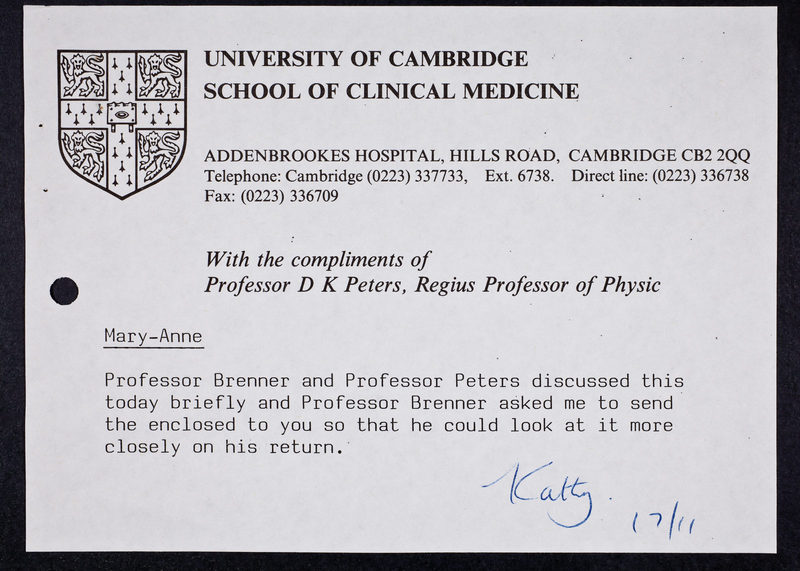 UNIVERSITY OF CAMBRIDGE
SCHOOL OF CLINICAL MEDICINE
ADDENBROOKES HOSPITAL, HILLS ROAD, CAMBRIDGE CB2 2QQ
Telephone: Cambridge (0223) 337733, Ext. 6738. Direct line: (0223) 336738
Fax: (0223) 336709
With the compliments of
Professor D K Peters, Regius Professor of Physic
Mary-Anne
Professor Brenner and Professor Peters discussed this
today briefly and Professor Brenner asked me to send
the enclosed to you so that he could look at it more
closely on his return.
Kathy.
17/11